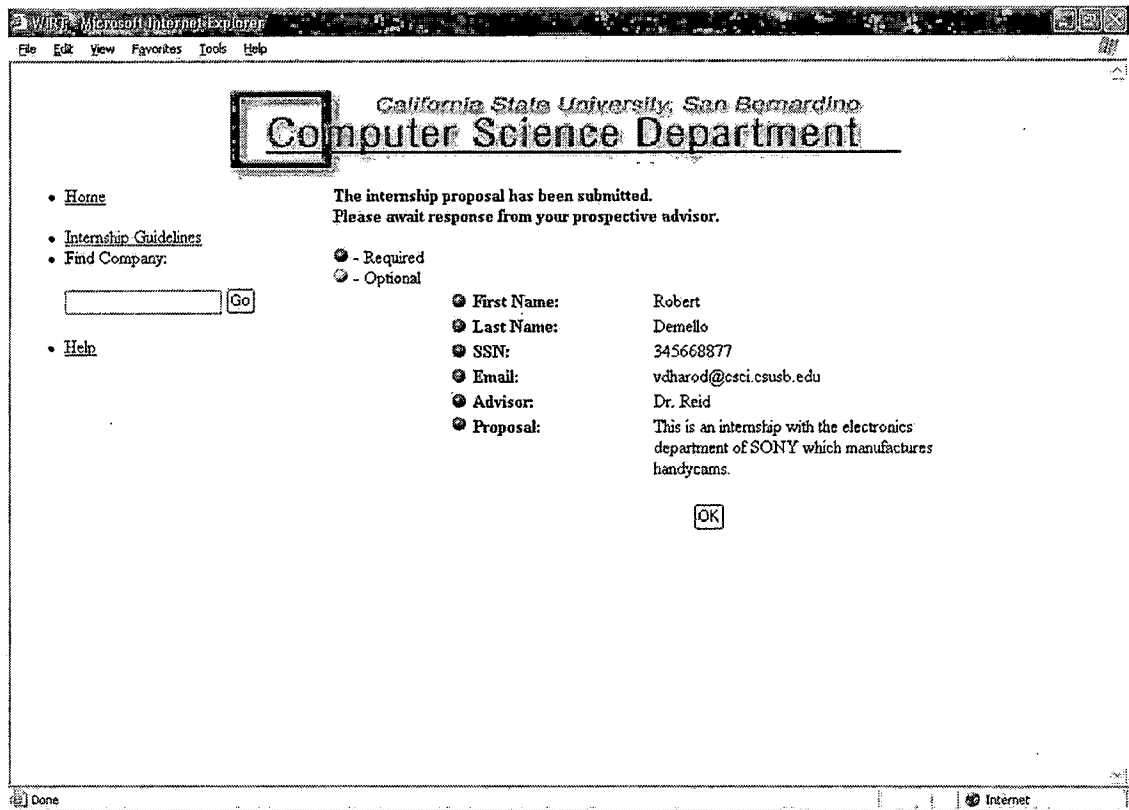 WIRT - Microsoft Internet Explorer
File Edit View Favorites Tools Help
California State University, San Bernardino
Computer Science Department
Home
Internship Guidelines
Find Company:
Go
Help
The internship proposal has been submitted.
Please await response from your prospective advisor.
- Required
- Optional
First Name: Robert
Last Name: Demello
SSN: 345668877
Email: vdharod@csci.csusb.edu
Advisor: Dr. Reid
Proposal: This is an internship with the electronics
department of SONY which manufactures
handycams.
OK
Done
Internet